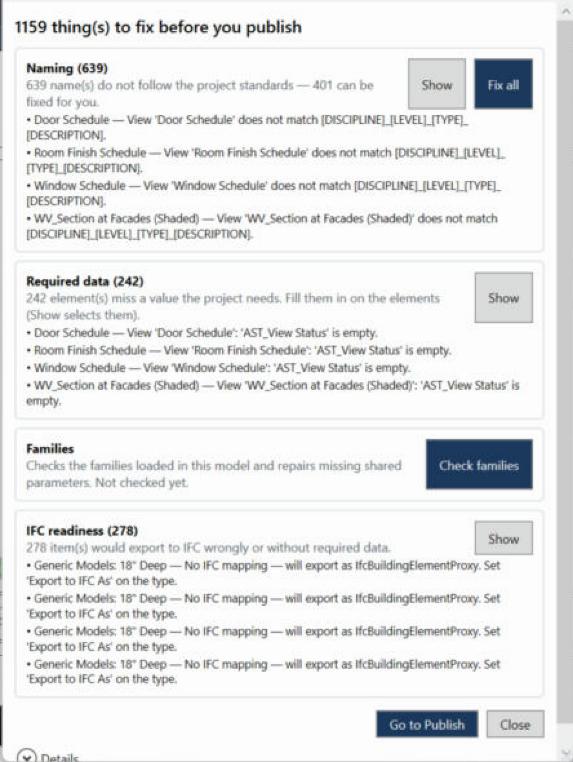 1159 thing(s) to fix before you publish
Naming (639)
639 name(s) do not follow the project standards — 401 can be
fixed for you.
Show
Fix all
• Door Schedule — View 'Door Schedule' does not match [DISCIPLINE]_[LEVEL]_[TYPE]_
[DESCRIPTION].
• Room Finish Schedule — View 'Room Finish Schedule' does not match [DISCIPLINE]_[LEVEL]_
[TYPE]_[DESCRIPTION].
• Window Schedule — View 'Window Schedule' does not match [DISCIPLINE]_[LEVEL]_[TYPE]_
[DESCRIPTION].
• WV_Section at Facades (Shaded) — View 'WV_Section at Facades (Shaded)' does not match
[DISCIPLINE]_[LEVEL]_[TYPE]_[DESCRIPTION].
Required data (242)
242 element(s) miss a value the project needs. Fill them in on the elements
(Show selects them).
Show
• Door Schedule — View 'Door Schedule': 'AST_View Status' is empty.
• Room Finish Schedule — View 'Room Finish Schedule': 'AST_View Status' is empty.
• Window Schedule — View 'Window Schedule': 'AST_View Status' is empty.
• WV_Section at Facades (Shaded) — View 'WV_Section at Facades (Shaded)': 'AST_View Status' is
empty.
Families
Checks the families loaded in this model and repairs missing shared
parameters. Not checked yet.
Check families
IFC readiness (278)
278 item(s) would export to IFC wrongly or without required data.
Show
• Generic Models: 18" Deep — No IFC mapping — will export as IfcBuildingElementProxy. Set
'Export to IFC As' on the type.
• Generic Models: 18" Deep — No IFC mapping — will export as IfcBuildingElementProxy. Set
'Export to IFC As' on the type.
• Generic Models: 18" Deep — No IFC mapping — will export as IfcBuildingElementProxy. Set
'Export to IFC As' on the type.
• Generic Models: 18" Deep — No IFC mapping — will export as IfcBuildingElementProxy. Set
'Export to IFC As' on the type.
Go to Publish
Close
Details